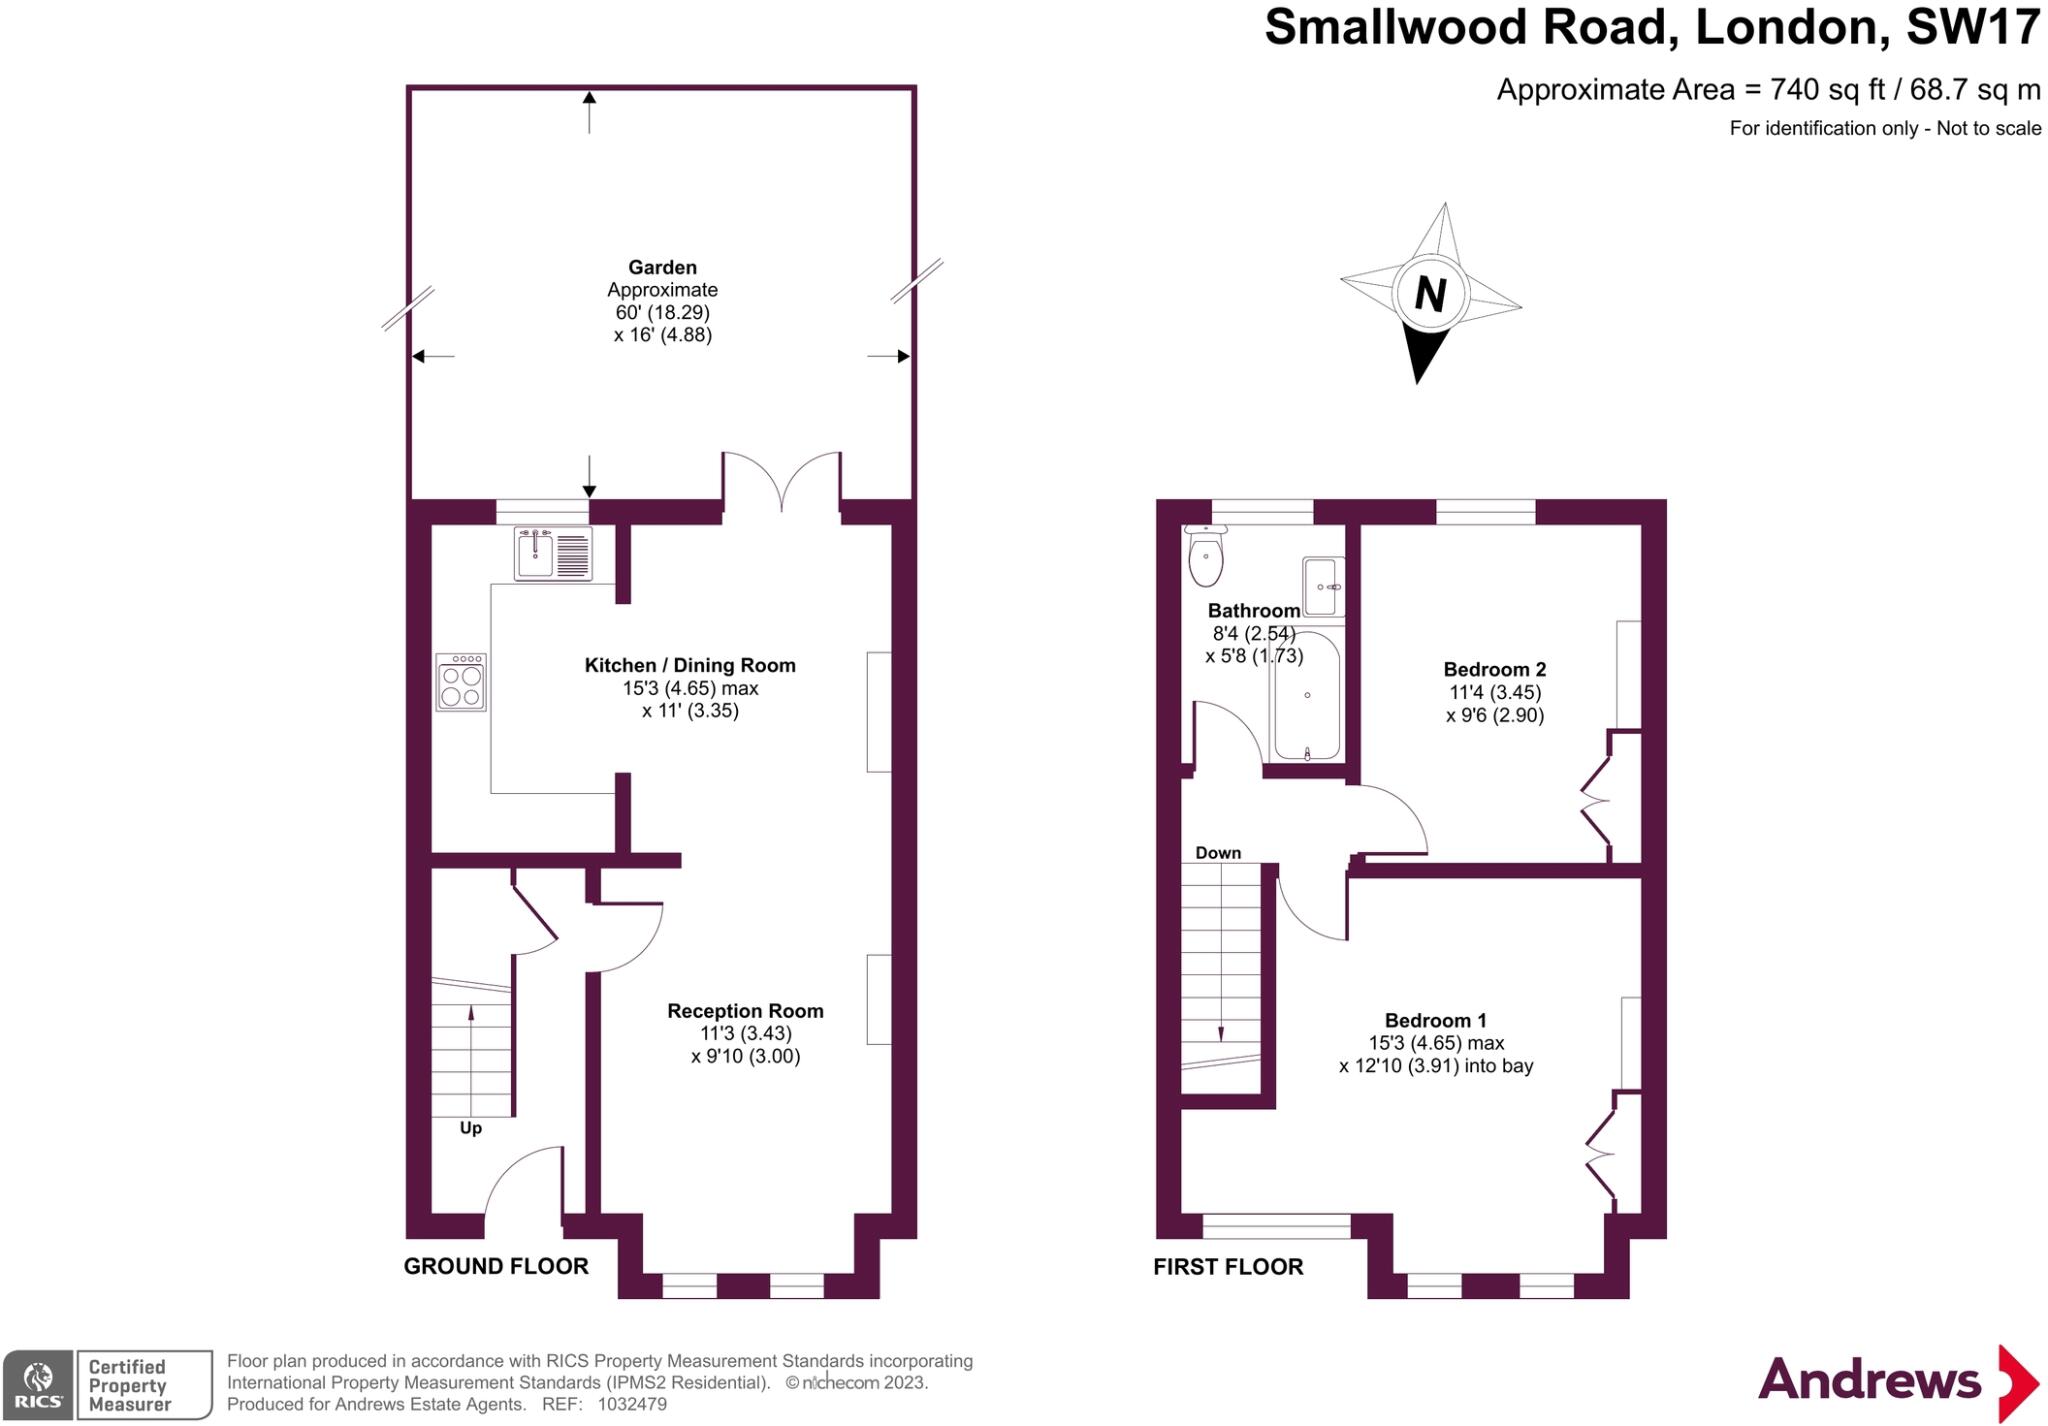 Smallwood Road, London, SW17
Approximate Area = 740 sq ft / 68.7 sq m
For identification only - Not to scale
N
Garden
Approximate
60' (18.29)
x 16' (4.88)
Kitchen / Dining Room
15'3 (4.65) max
x 11' (3.35)
Reception Room
11'3 (3.43)
x 9'10 (3.00)
Up
GROUND FLOOR
Bathroom
8'4 (2.54)
x 5'8 (1.73)
Bedroom 2
11'4 (3.45)
x 9'6 (2.90)
Down
Bedroom 1
15'3 (4.65) max
x 12'10 (3.91) into bay
FIRST FLOOR
RICS
Certified
Property
Measurer
Floor plan produced in accordance with RICS Property Measurement Standards incorporating
International Property Measurement Standards (IPMS2 Residential). © nichecom 2023.
Produced for Andrews Estate Agents. REF: 1032479
Andrews